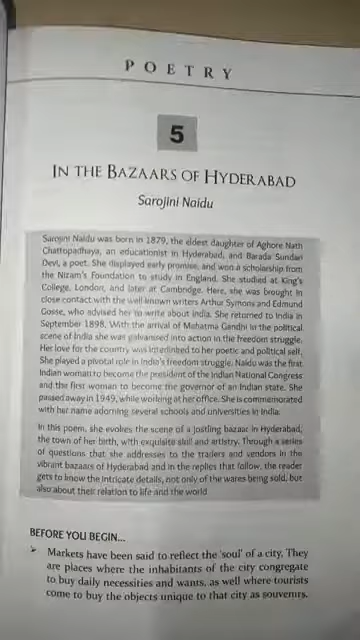 POETRY
5
IN THE BAZAARS OF HYDERABAD
Sarojini Naidu
Sarojini Naidu was born in 1879, the eldest daughter of Aghore Nath
Chattopadhaya, an educationist in Hyderabad, and Barada Sundari
Devi, a poet. She displayed early promise, and won a scholarship from
the Nizam's Foundation to study in England. She studied at King's
College, London, and later at Cambridge. Here, she was brought in
close contact with the well-known writers Arthur Symons and Edmund
Gosse, who advised her to write about India. She returned to India in
September 1898. With the arrival of Mahatma Gandhi in the political
scene of India she was galvanised into action in the freedom struggle.
Her love for the country was interlinked to her poetic and political self.
She played a pivotal role in India's freedom struggle. Naidu was the first
Indian woman to become the president of the Indian National Congress
and the first woman to become the governor of an Indian state. She
passed away in 1949, while working at her office. She is commemorated
with her name adorning several schools and universities in India.
In this poem, she evokes the scene of a jostling bazaar in Hyderabad,
the town of her birth, with exquisite skill and artistry. Through a series
of questions that she addresses to the traders and vendors in the
vibrant bazaars of Hyderabad and in the replies that follow, the reader
gets to know the intricate details, not only of the wares being sold, but
also about their relation to life and the world
BEFORE YOU BEGIN...
➤ Markets have been said to reflect the 'soul' of a city. They
are places where the inhabitants of the city congregate
to buy daily necessities and wants, as well where tourists
come to buy the objects unique to that city as souvenirs.